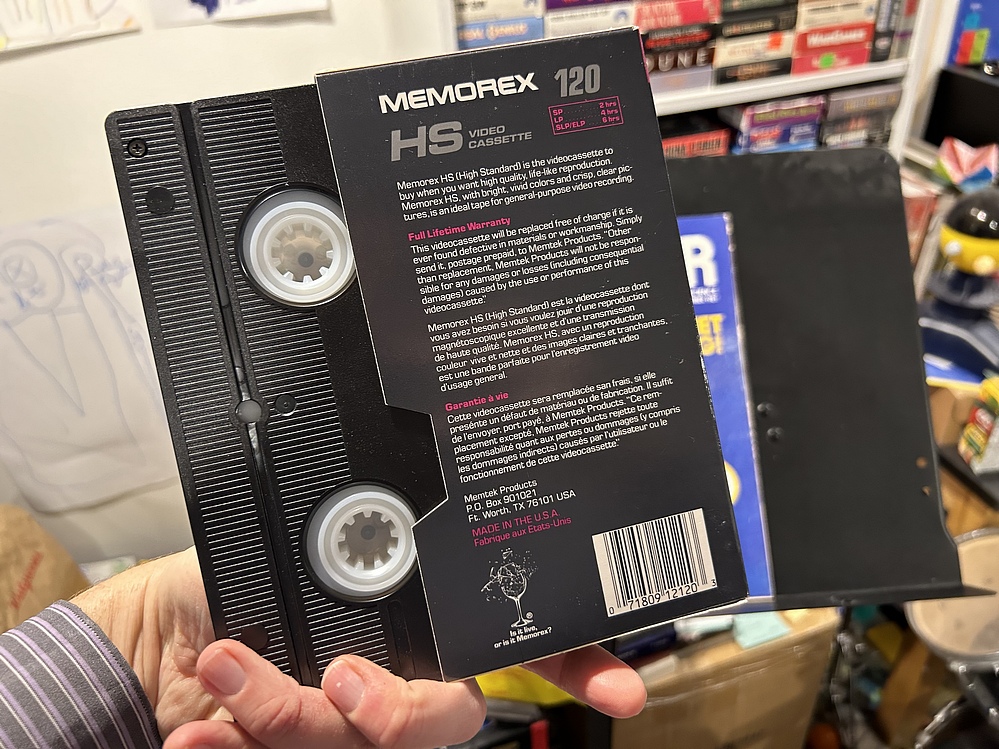 MEMOREX 120
SP 2 hrs
LP 4 hrs
SLP/ELP 6 hrs
HS VIDEO
CASSETTE
Memorex HS (High Standard) is the videocassette to
buy when you want high quality, life-like reproduction.
Memorex HS, with bright, vivid colors and crisp, clear pic-
tures, is an ideal tape for general-purpose video recording.
Full Lifetime Warranty
This videocassette will be replaced free of charge if it is
ever found defective in materials or workmanship. Simply
send it, postage prepaid, to Memtek Products. "Other
than replacement, Memtek Products will not be respon-
sible for any damages or losses (including consequential
damages) caused by the use or performance of this
videocassette."
Memorex HS (High Standard) est la videocassette dont
vous avez besoin si vous voulez jouir d'une reproduction
magnétoscopique excellente et d'une transmission
de haute qualité. Memorex HS, avec un reproduction
couleur vive et nette et des images claires et tranchantes,
est une bande parfaite pour l'enregistrement video
d'usage general.
Garantie à vie
Cette videocassette sera remplacée san frais, si elle
présente un défaut de matériau ou de fabrication. Il suffit
de l'envoyer, port payé, à Memtek Products. "Ce rem-
placement excepté, Memtek Products rejette toute
responsabilité quant aux pertes ou dommages (y compris
les dommages indirects) causés par l'utilisateur ou le
fonctionnement de cette videocassette."
Memtek Products
P.O. Box 901021
Ft. Worth, TX 76101 USA
MADE IN THE U.S.A
Fabrique aux Etats-Unis
Is it live,
or is it Memorex?
0 71809 12120 3
DUNE
R
ET